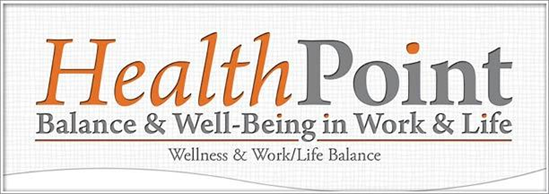 HealthPoint
Balance & Well-Being in Work & Life
Wellness & Work/Life Balance